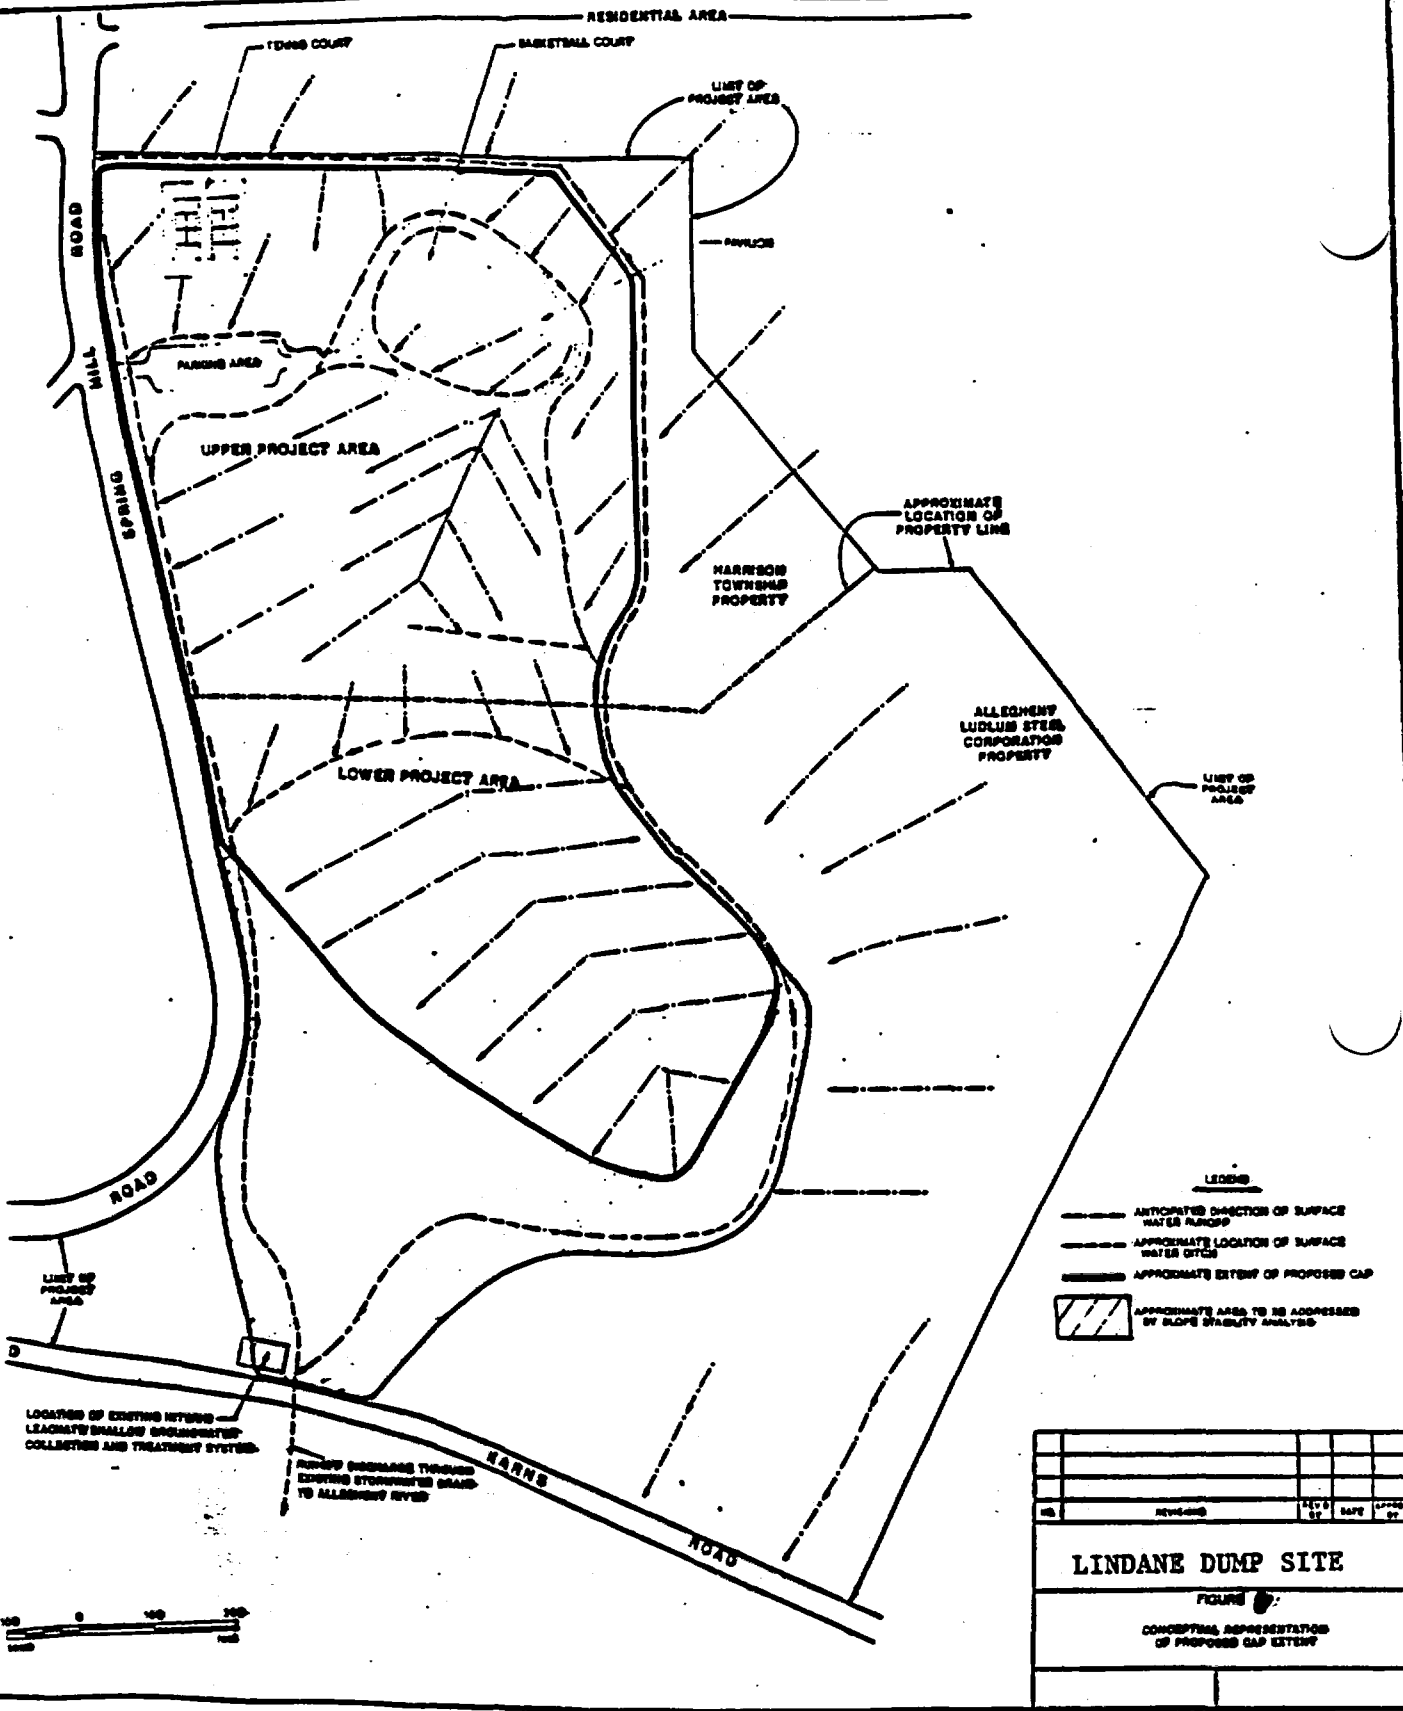 RESIDENTIAL AREA
TENNIS COURT
BASKETBALL COURT
LIMIT OF
PROJECT AREA
PAVILION
ROAD
MILL
SPRING
PARKING AREA
UPPER PROJECT AREA
APPROXIMATE
LOCATION OF
PROPERTY LINE
HARRISON
TOWNSHIP
PROPERTY
ALLEGHENY
LUDLUM STEEL
CORPORATION
PROPERTY
LOWER PROJECT AREA
LIMIT OF
PROJECT
AREA
ROAD
LIMIT OF
PROJECT
AREA
D
LEGEND
ANTICIPATED DIRECTION OF SURFACE
WATER RUNOFF
APPROXIMATE LOCATION OF SURFACE
WATER DITCH
APPROXIMATE EXTENT OF PROPOSED CAP
APPROXIMATE AREA TO BE ADDRESSED
BY SLOPE STABILITY ANALYSIS
LOCATION OF EXISTING INTERIM
LEACHATE/SHALLOW GROUNDWATER
COLLECTION AND TREATMENT SYSTEM
RUNOFF DISCHARGE THROUGH
EXISTING STORMWATER DRAIN
TO ALLEGHENY RIVER
KARNS
ROAD
100 0 100 200
FEET
NO. REVISIONS REV'D BY DATE
LINDANE DUMP SITE
FIGURE
CONCEPTUAL REPRESENTATION
OF PROPOSED CAP EXTENT